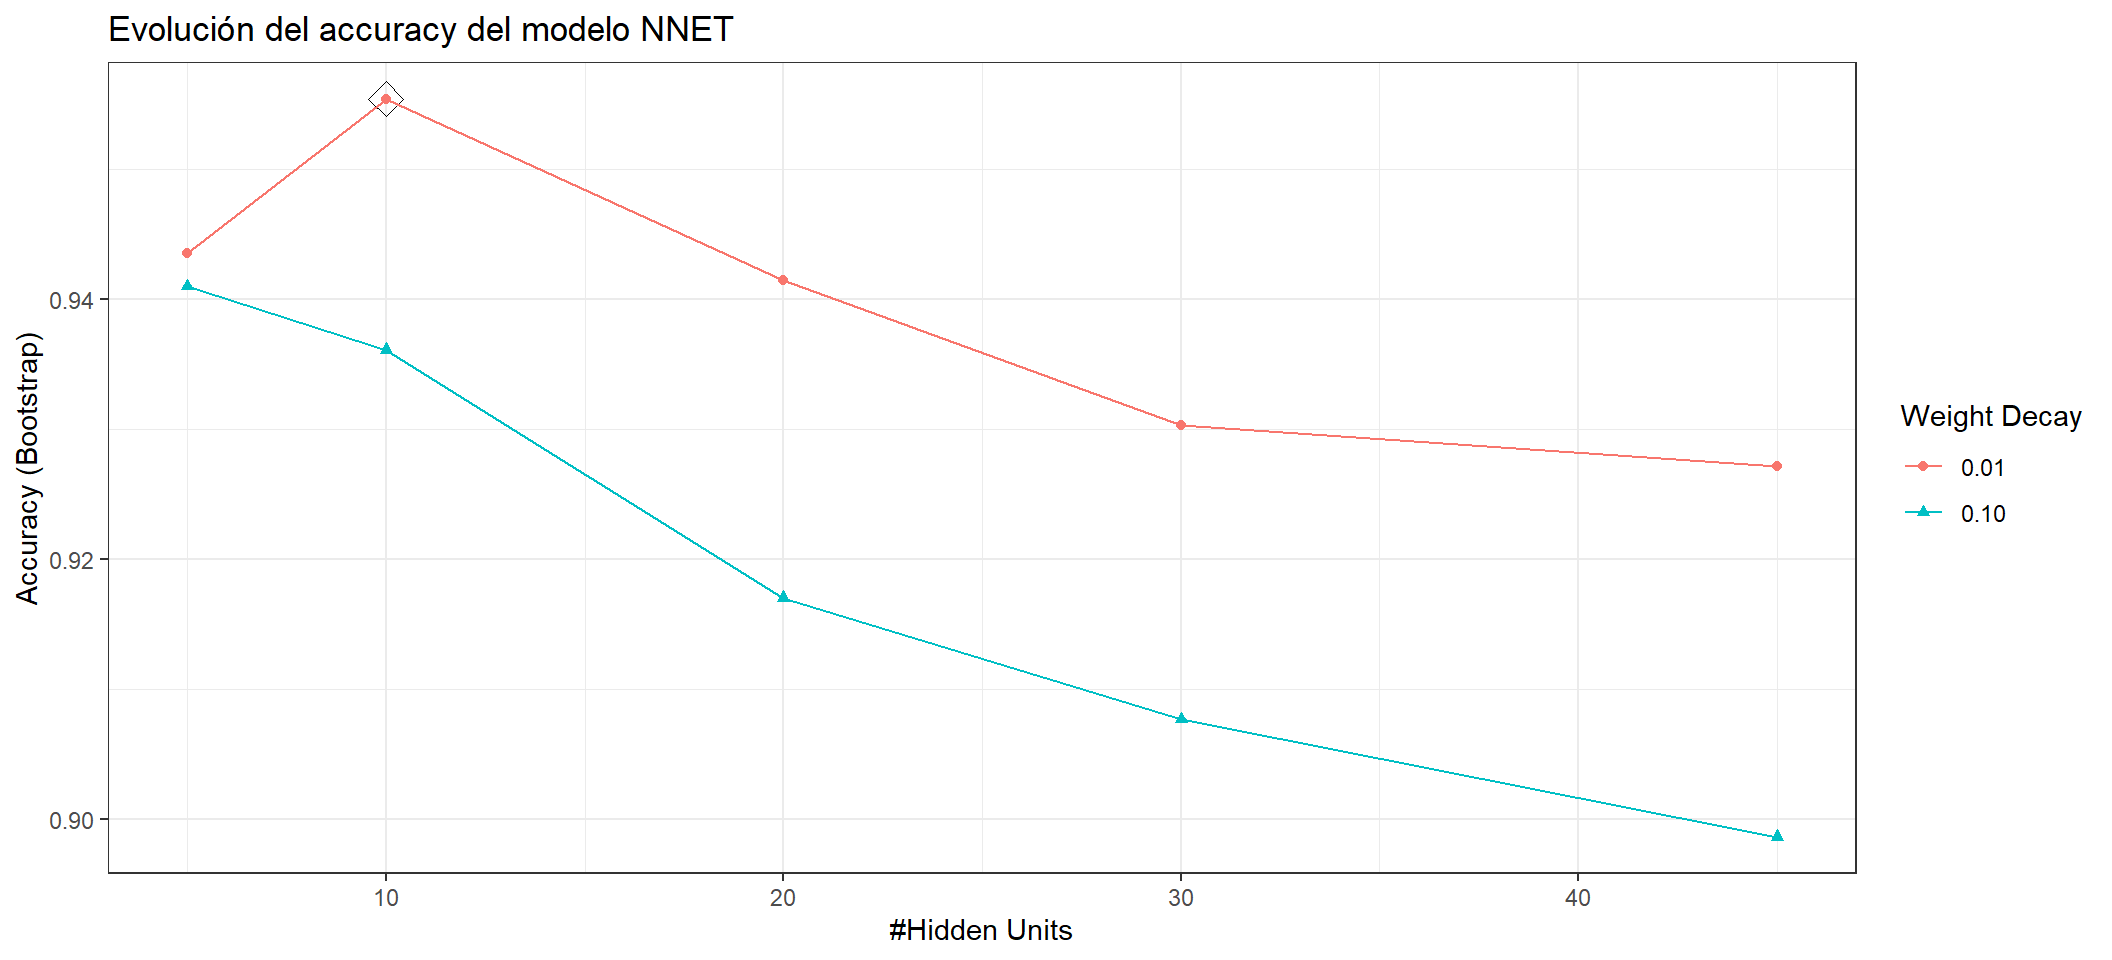 Evolución del accuracy del modelo NNET
Accuracy (Bootstrap)
0.94
0.92
0.90
10
20
30
40
#Hidden Units
Weight Decay
0.01
0.10